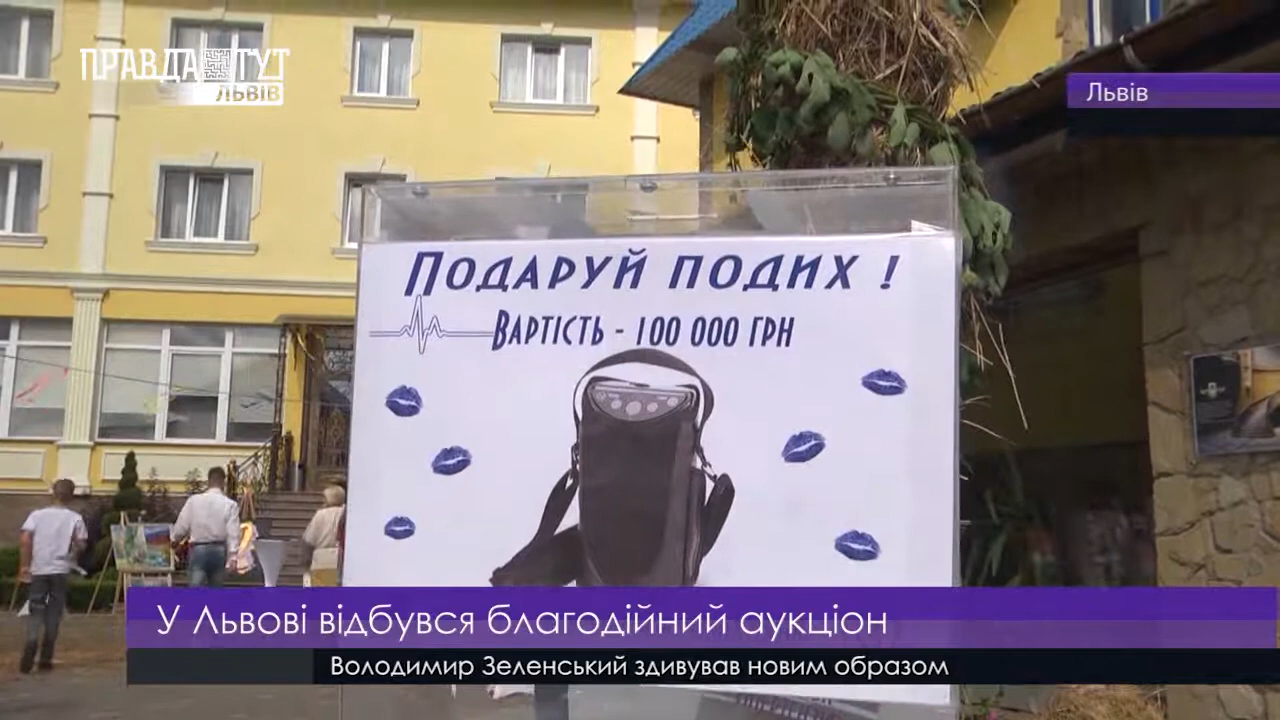 ПРАВДА ТУТ
ЛЬВІВ
Львів
ПОДАРУЙ ПОДИХ !
ВАРТІСТЬ - 100 000 ГРН
У Львові відбувся благодійний аукціон
Володимир Зеленський здивував новим образом